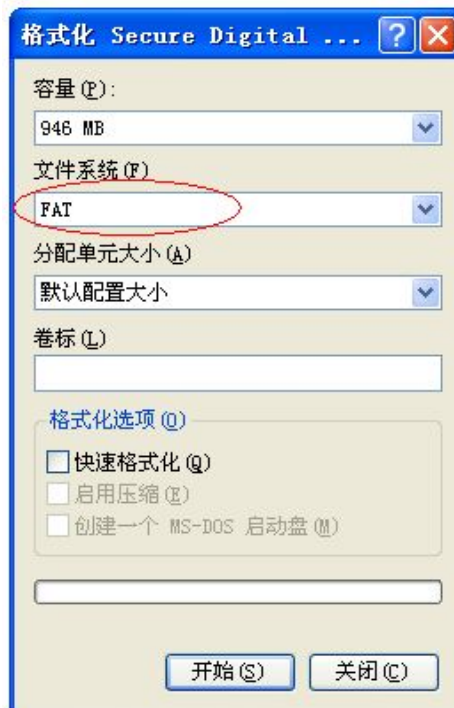 格式化 Secure Digital ...
容量(P):
946 MB
文件系统(F)
FAT
分配单元大小(A)
默认配置大小
卷标(L)
格式化选项(O)
快速格式化(Q)
启用压缩(E)
创建一个 MS-DOS 启动盘(M)
开始(S)
关闭(C)